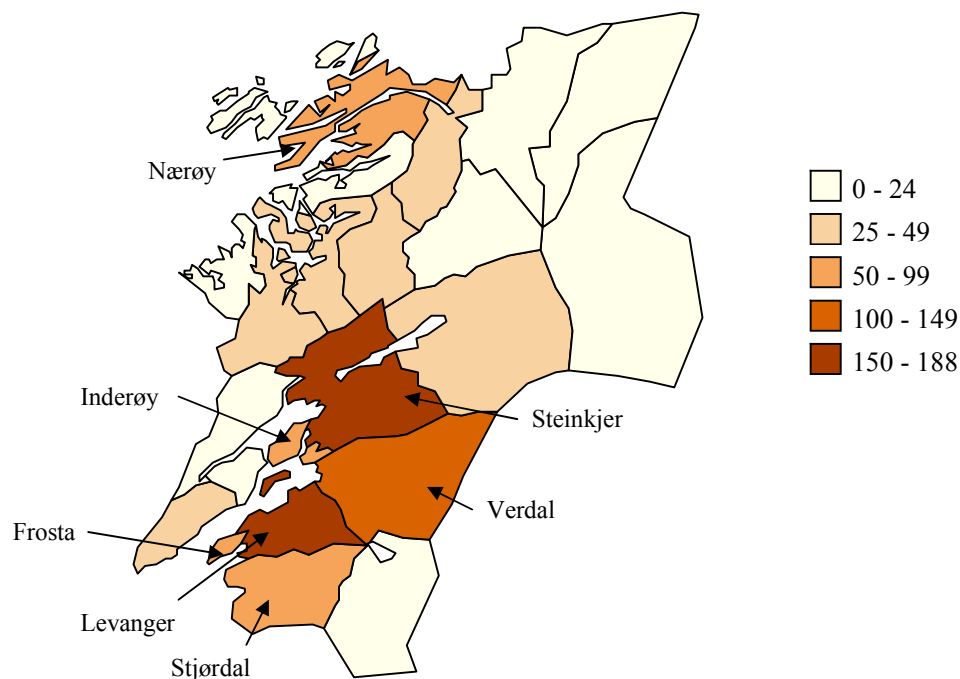 Nærøy
0 - 24
25 - 49
50 - 99
100 - 149
150 - 188
Inderøy
Steinkjer
Verdal
Frosta
Levanger
Stjørdal